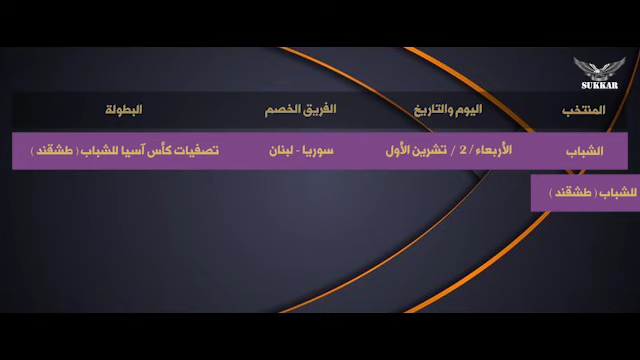 SUKKAR
المنتخب اليوم والتاريخ الفريق الخصم البطولة
الشباب الأربعاء / 2 / تشرين الأول سوريا - لبنان تصفيات كأس آسيا للشباب ( طشقند )
للشباب ( طشقند )